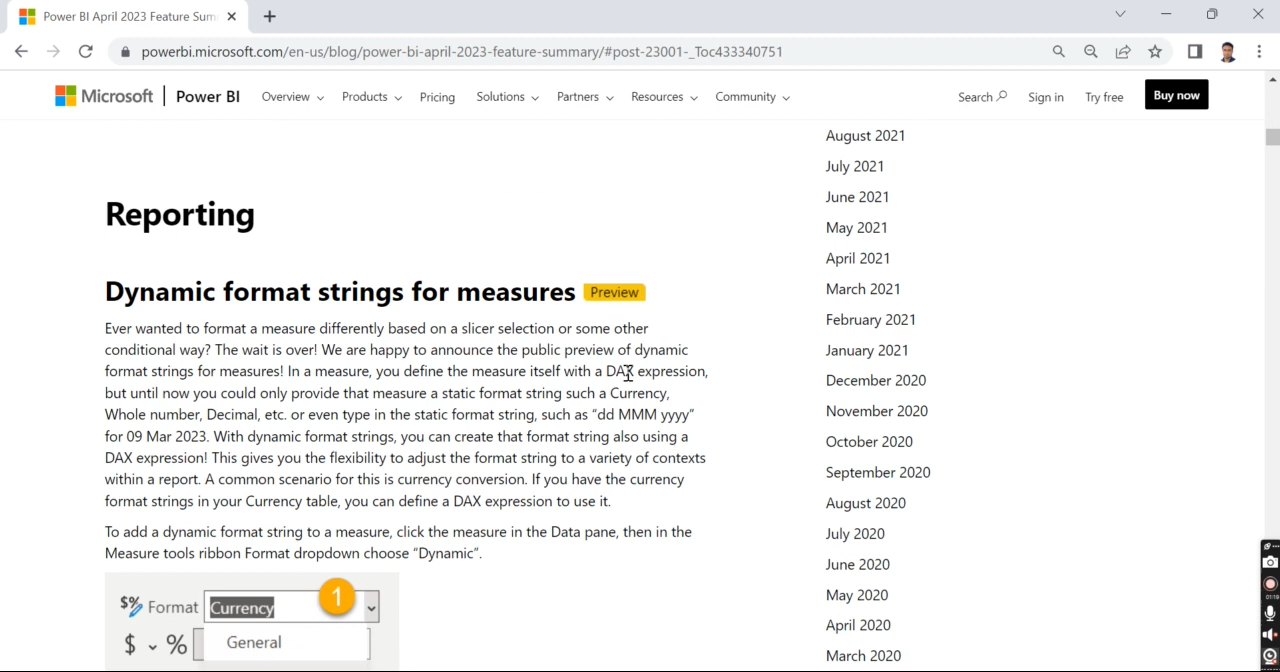 Power BI April 2023 Feature Sum
powerbi.microsoft.com/en-us/blog/power-bi-april-2023-feature-summary/#post-23001-_Toc433340751
Microsoft Power BI Overview Products Pricing Solutions Partners Resources Community Search Sign in Try free Buy now
August 2021
July 2021
June 2021
May 2021
April 2021
March 2021
February 2021
January 2021
December 2020
November 2020
October 2020
September 2020
August 2020
July 2020
June 2020
May 2020
April 2020
March 2020
Reporting
Dynamic format strings for measures Preview
Ever wanted to format a measure differently based on a slicer selection or some other
conditional way? The wait is over! We are happy to announce the public preview of dynamic
format strings for measures! In a measure, you define the measure itself with a DAX expression,
but until now you could only provide that measure a static format string such a Currency,
Whole number, Decimal, etc. or even type in the static format string, such as “dd MMM yyyy”
for 09 Mar 2023. With dynamic format strings, you can create that format string also using a
DAX expression! This gives you the flexibility to adjust the format string to a variety of contexts
within a report. A common scenario for this is currency conversion. If you have the currency
format strings in your Currency table, you can define a DAX expression to use it.
To add a dynamic format string to a measure, click the measure in the Data pane, then in the
Measure tools ribbon Format dropdown choose “Dynamic”.
$% Format Currency 1
$ % General
01:19